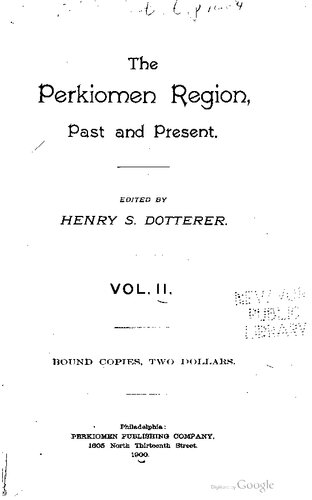 The
Perkiomen Region,
Past and Present.
EDITED BY
HENRY S. DOTTERER.
VOL. II.
NEW YORK
PUBLIC
LIBRARY
BOUND COPIES, TWO DOLLARS.
Philadelphia:
PERKIOMEN PUBLISHING COMPANY,
1605 North Thirteenth Street.
1900.
Digitized by Google